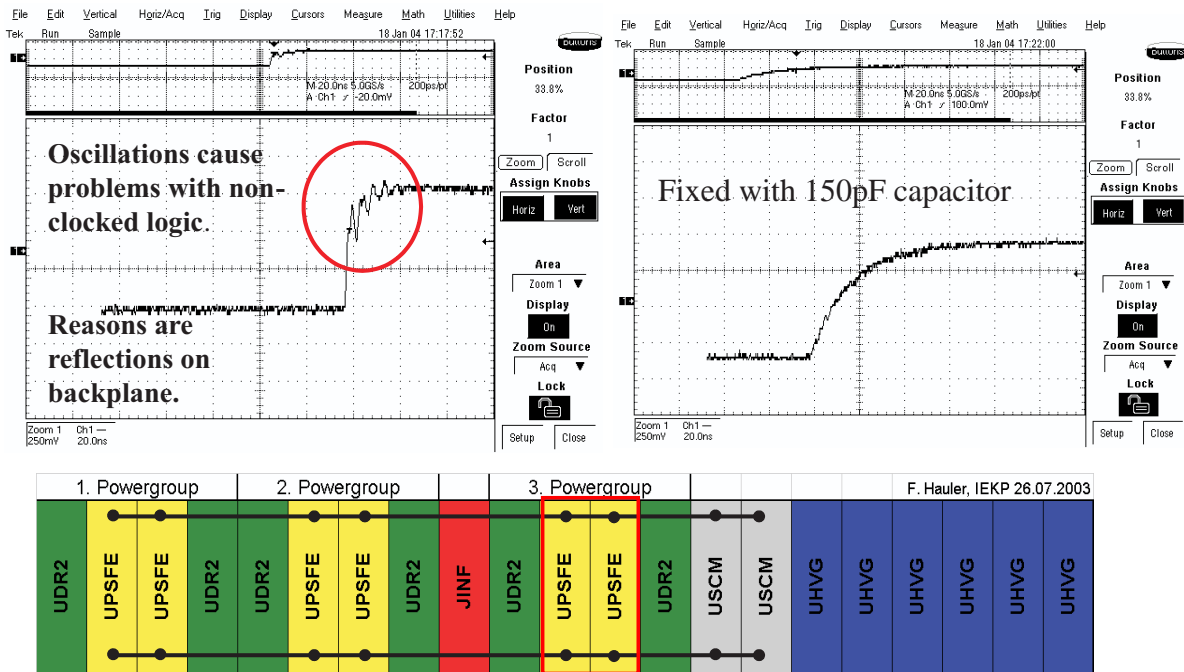 File Edit Vertical Horiz/Acq Trig Display Cursors Measure Math Utilities Help
Tek Run Sample 18 Jan 04 17:17:52
Buttons
M 20.0ns 5.0GS/s 200ps/pt
A Ch1 -20.0mV
Position
33.8%
Factor
1
Zoom Scroll
Assign Knobs
Horiz Vert
Area
Zoom 1
Display
On
Zoom Source
Acq
Lock
Setup Close
Oscillations cause
problems with non-
clocked logic.
Reasons are
reflections on
backplane.
Zoom 1 Ch1
250mV 20.0ns
File Edit Vertical Horiz/Acq Trig Display Cursors Measure Math Utilities Help
Tek Run Sample 18 Jan 04 17:22:00
Buttons
M 20.0ns 5.0GS/s 200ps/pt
A Ch1 100.0mV
Position
33.8%
Factor
1
Zoom Scroll
Assign Knobs
Horiz Vert
Area
Zoom 1
Display
On
Zoom Source
Acq
Lock
Setup Close
Fixed with 150pF capacitor
Zoom 1 Ch1
250mV 20.0ns
1. Powergroup 2. Powergroup 3. Powergroup F. Hauler, IEKP 26.07.2003
UDR2
UPSFE
UPSFE
UDR2
UDR2
UPSFE
UPSFE
UDR2
JINF
UDR2
UPSFE
UPSFE
UDR2
USCM
USCM
UHVG
UHVG
UHVG
UHVG
UHVG
UHVG